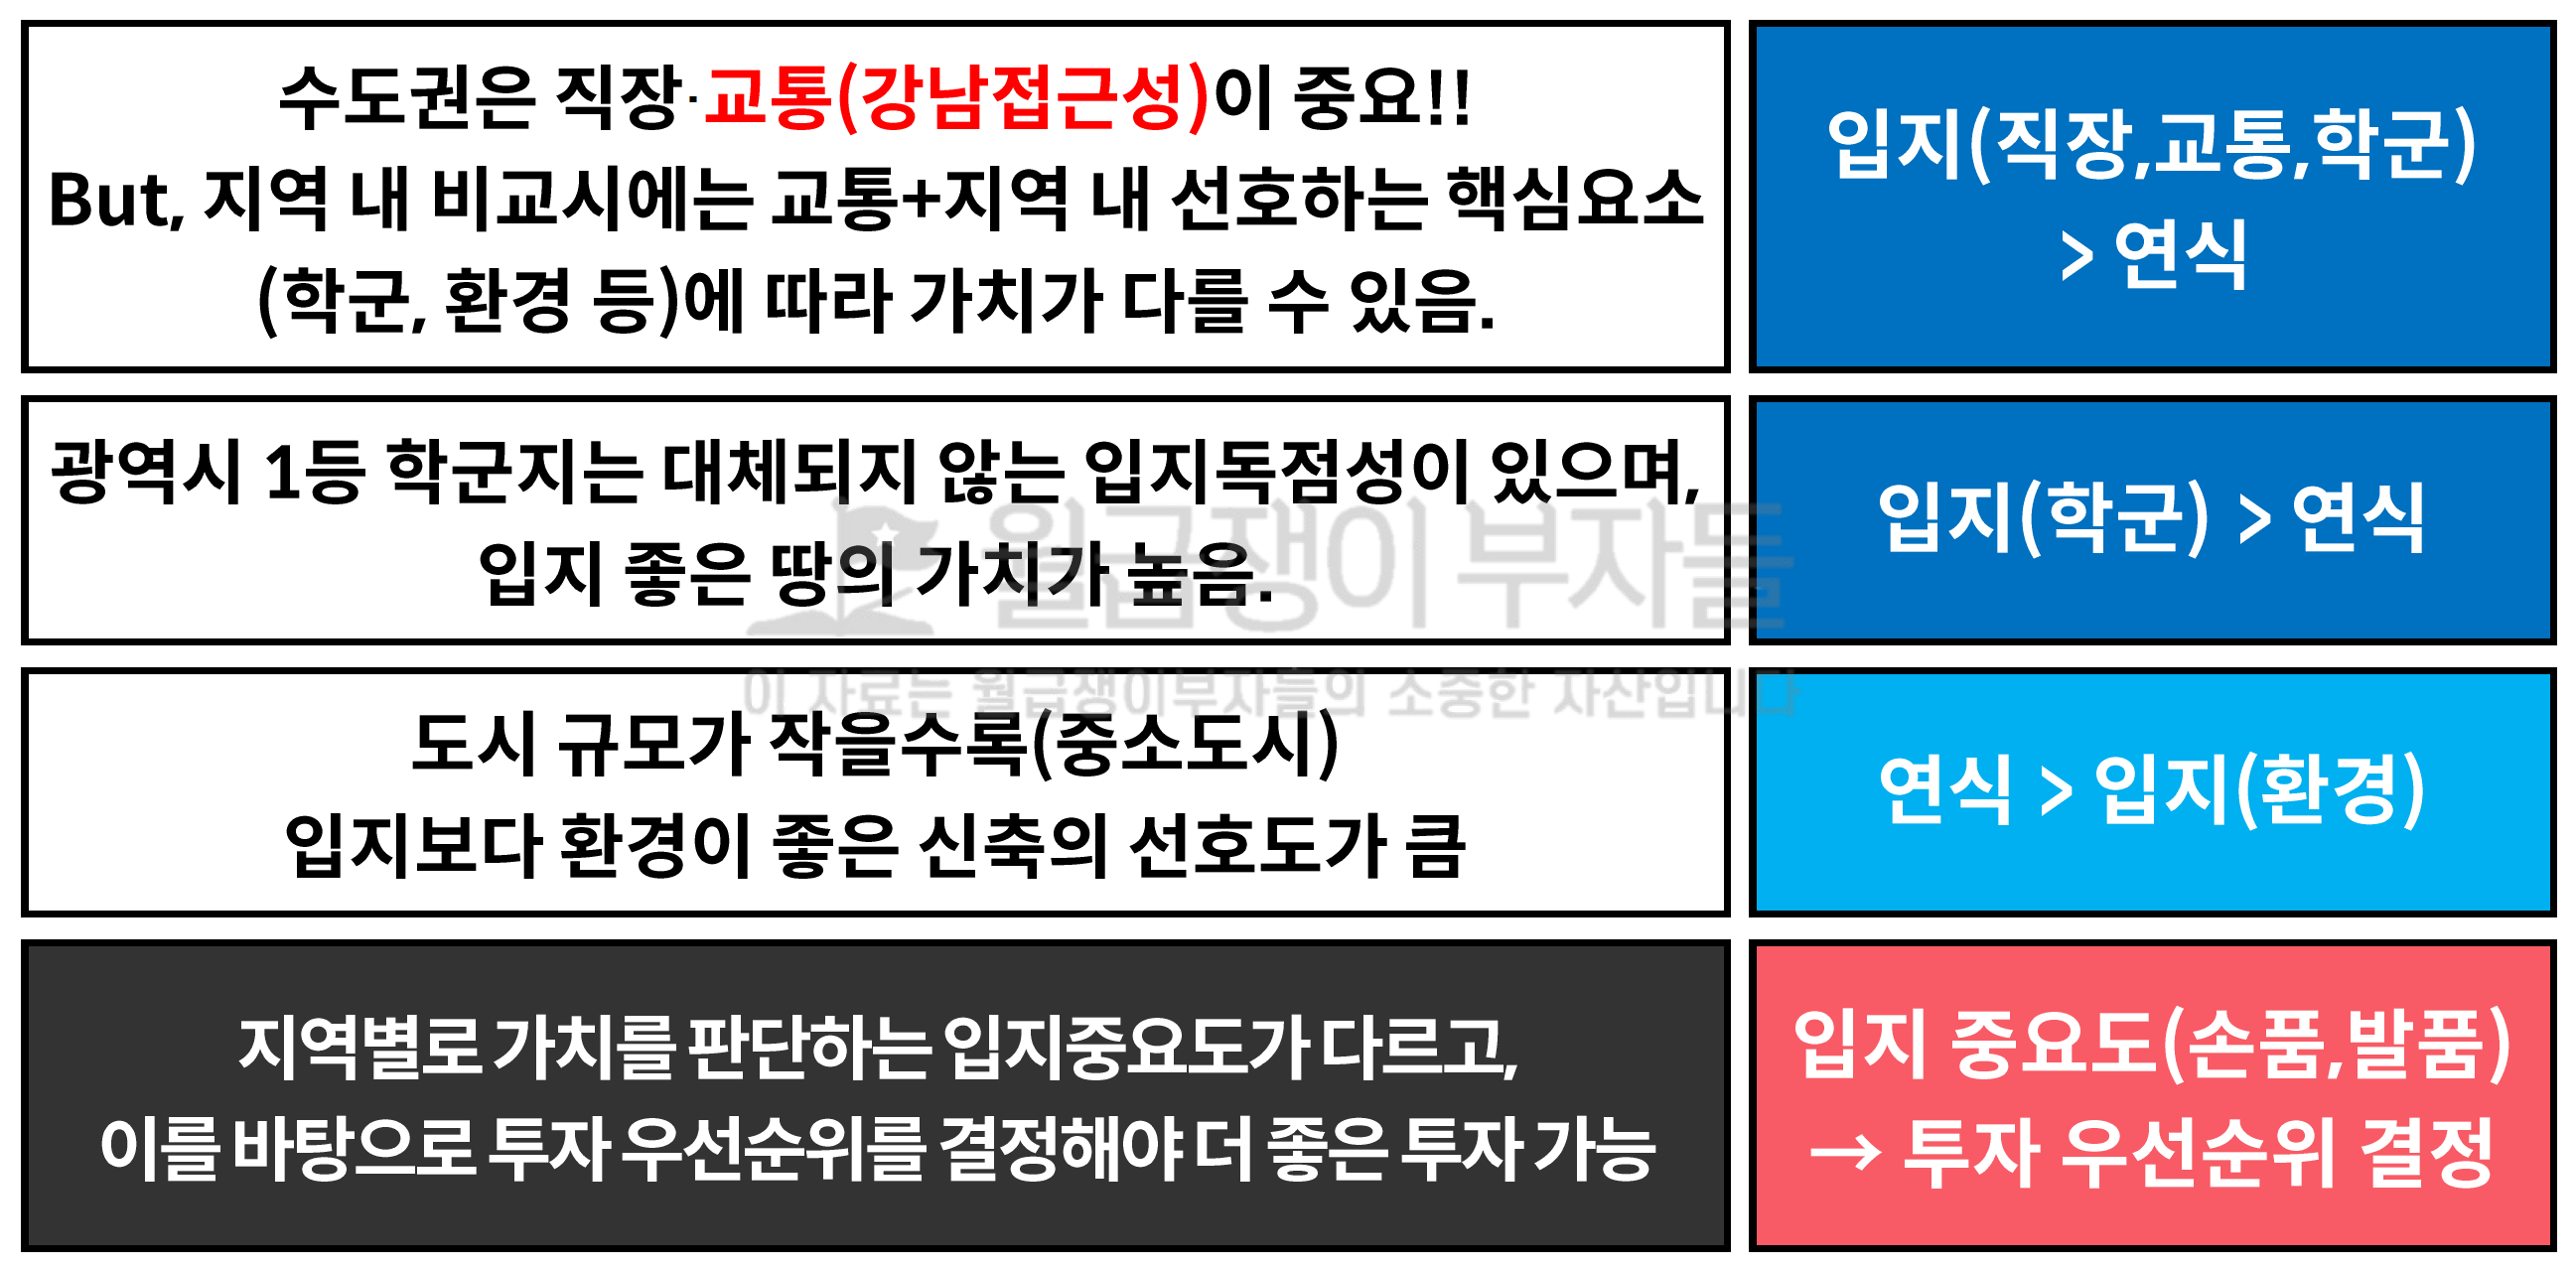 수도권은 직장·교통(강남접근성)이 중요!!
But, 지역 내 비교시에는 교통+지역 내 선호하는 핵심요소
(학군, 환경 등)에 따라 가치가 다를 수 있음.
입지(직장,교통,학군)
> 연식
광역시 1등 학군지는 대체되지 않는 입지독점성이 있으며,
입지 좋은 땅의 가치가 높음.
입지(학군) > 연식
월급쟁이 부자들
이 자료는 월급쟁이부자들의 소중한 자산입니다
도시 규모가 작을수록(중소도시)
입지보다 환경이 좋은 신축의 선호도가 큼
연식 > 입지(환경)
지역별로 가치를 판단하는 입지중요도가 다르고,
이를 바탕으로 투자 우선순위를 결정해야 더 좋은 투자 가능
입지 중요도(손품,발품)
→ 투자 우선순위 결정